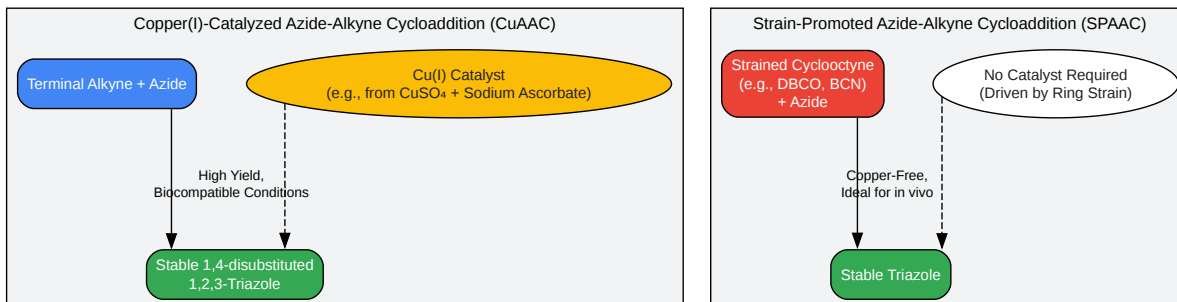 Copper(I)-Catalyzed Azide-Alkyne Cycloaddition (CuAAC)
Terminal Alkyne + Azide
Cu(I) Catalyst
(e.g., from CuSO₄ + Sodium Ascorbate)
High Yield,
Biocompatible Conditions
Stable 1,4-disubstituted
1,2,3-Triazole
Strain-Promoted Azide-Alkyne Cycloaddition (SPAAC)
Strained Cyclooctyne
(e.g., DBCO, BCN)
+ Azide
No Catalyst Required
(Driven by Ring Strain)
Copper-Free,
Ideal for in vivo
Stable Triazole